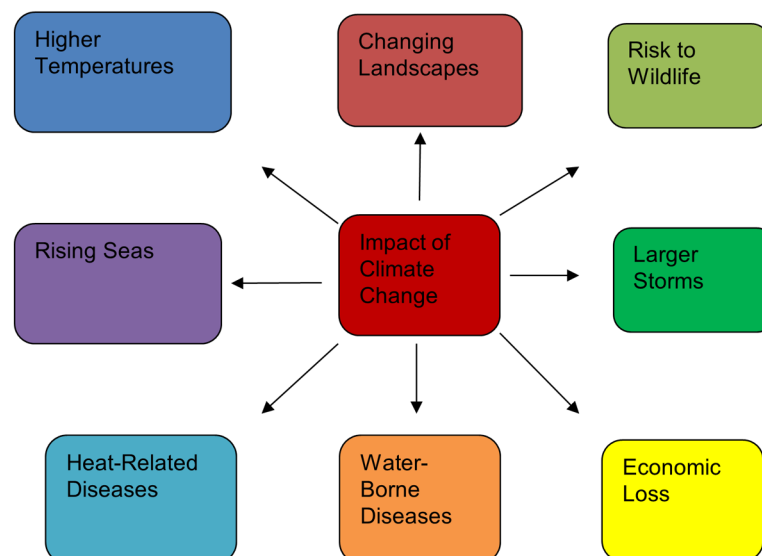 Higher
Temperatures
Changing
Landscapes
Risk to
Wildlife
Rising Seas
Impact of
Climate
Change
Larger
Storms
Heat-Related
Diseases
Water-
Borne
Diseases
Economic
Loss